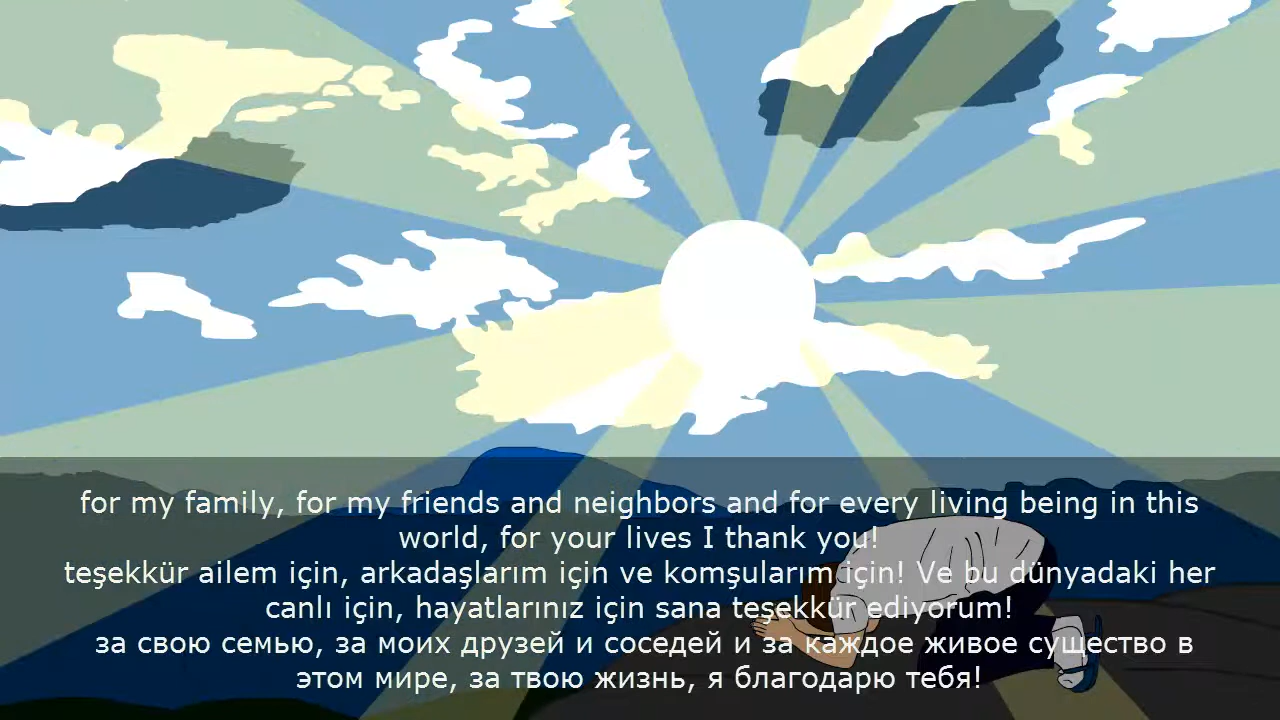 for my family, for my friends and neighbors and for every living being in this
world, for your lives I thank you!
teşekkür ailem için, arkadaşlarım için ve komşularım için! Ve bu dünyadaki her
canlı için, hayatlarınız için sana teşekkür ediyorum!
за свою семью, за моих друзей и соседей и за каждое живое существо в
этом мире, за твою жизнь, я благодарю тебя!